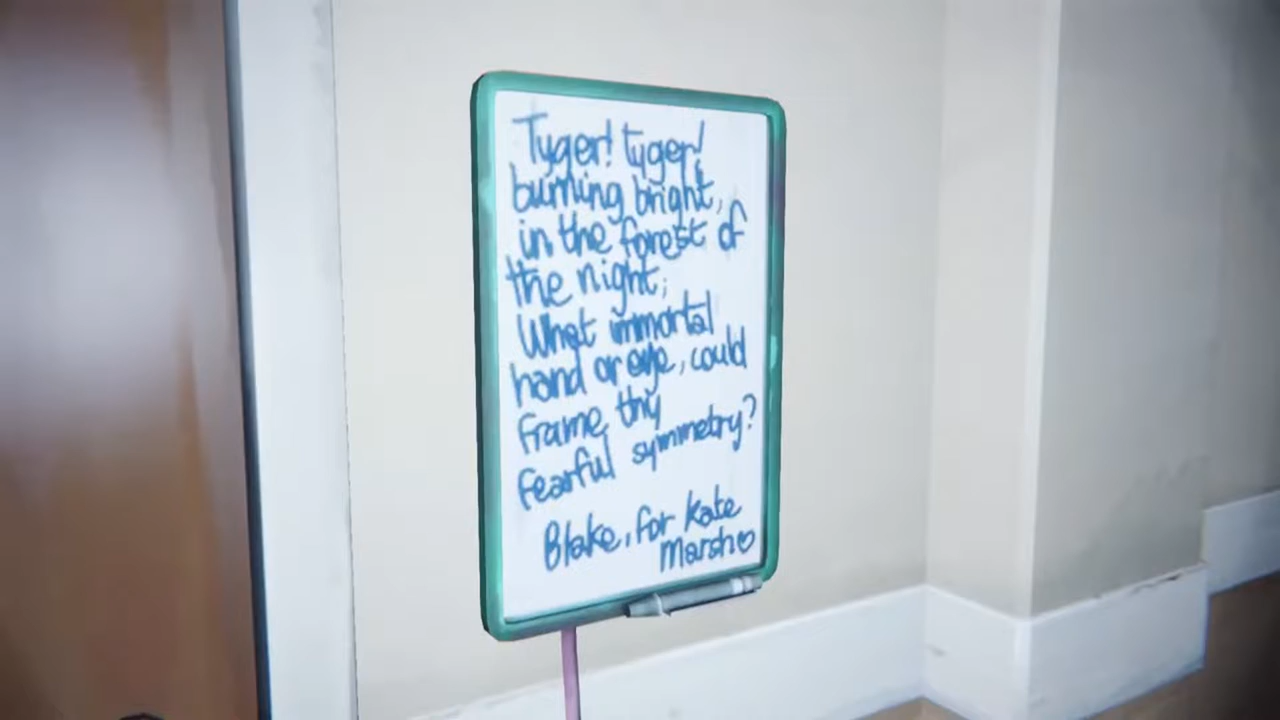 Tyger! tyger!
burning bright,
in the forest of
the night;
What immortal
hand or eye, could
frame thy
fearful symmetry?
Blake, for Kate
Marsh♡